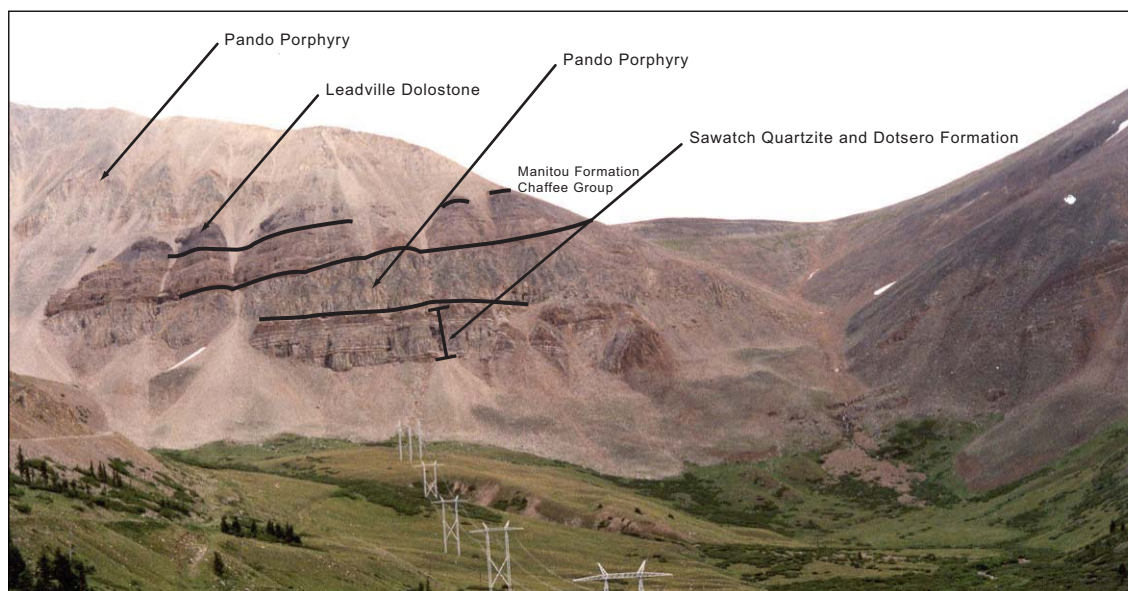 Pando Porphyry
Pando Porphyry
Leadville Dolostone
Sawatch Quartzite and Dotsero Formation
Manitou Formation
Chaffee Group